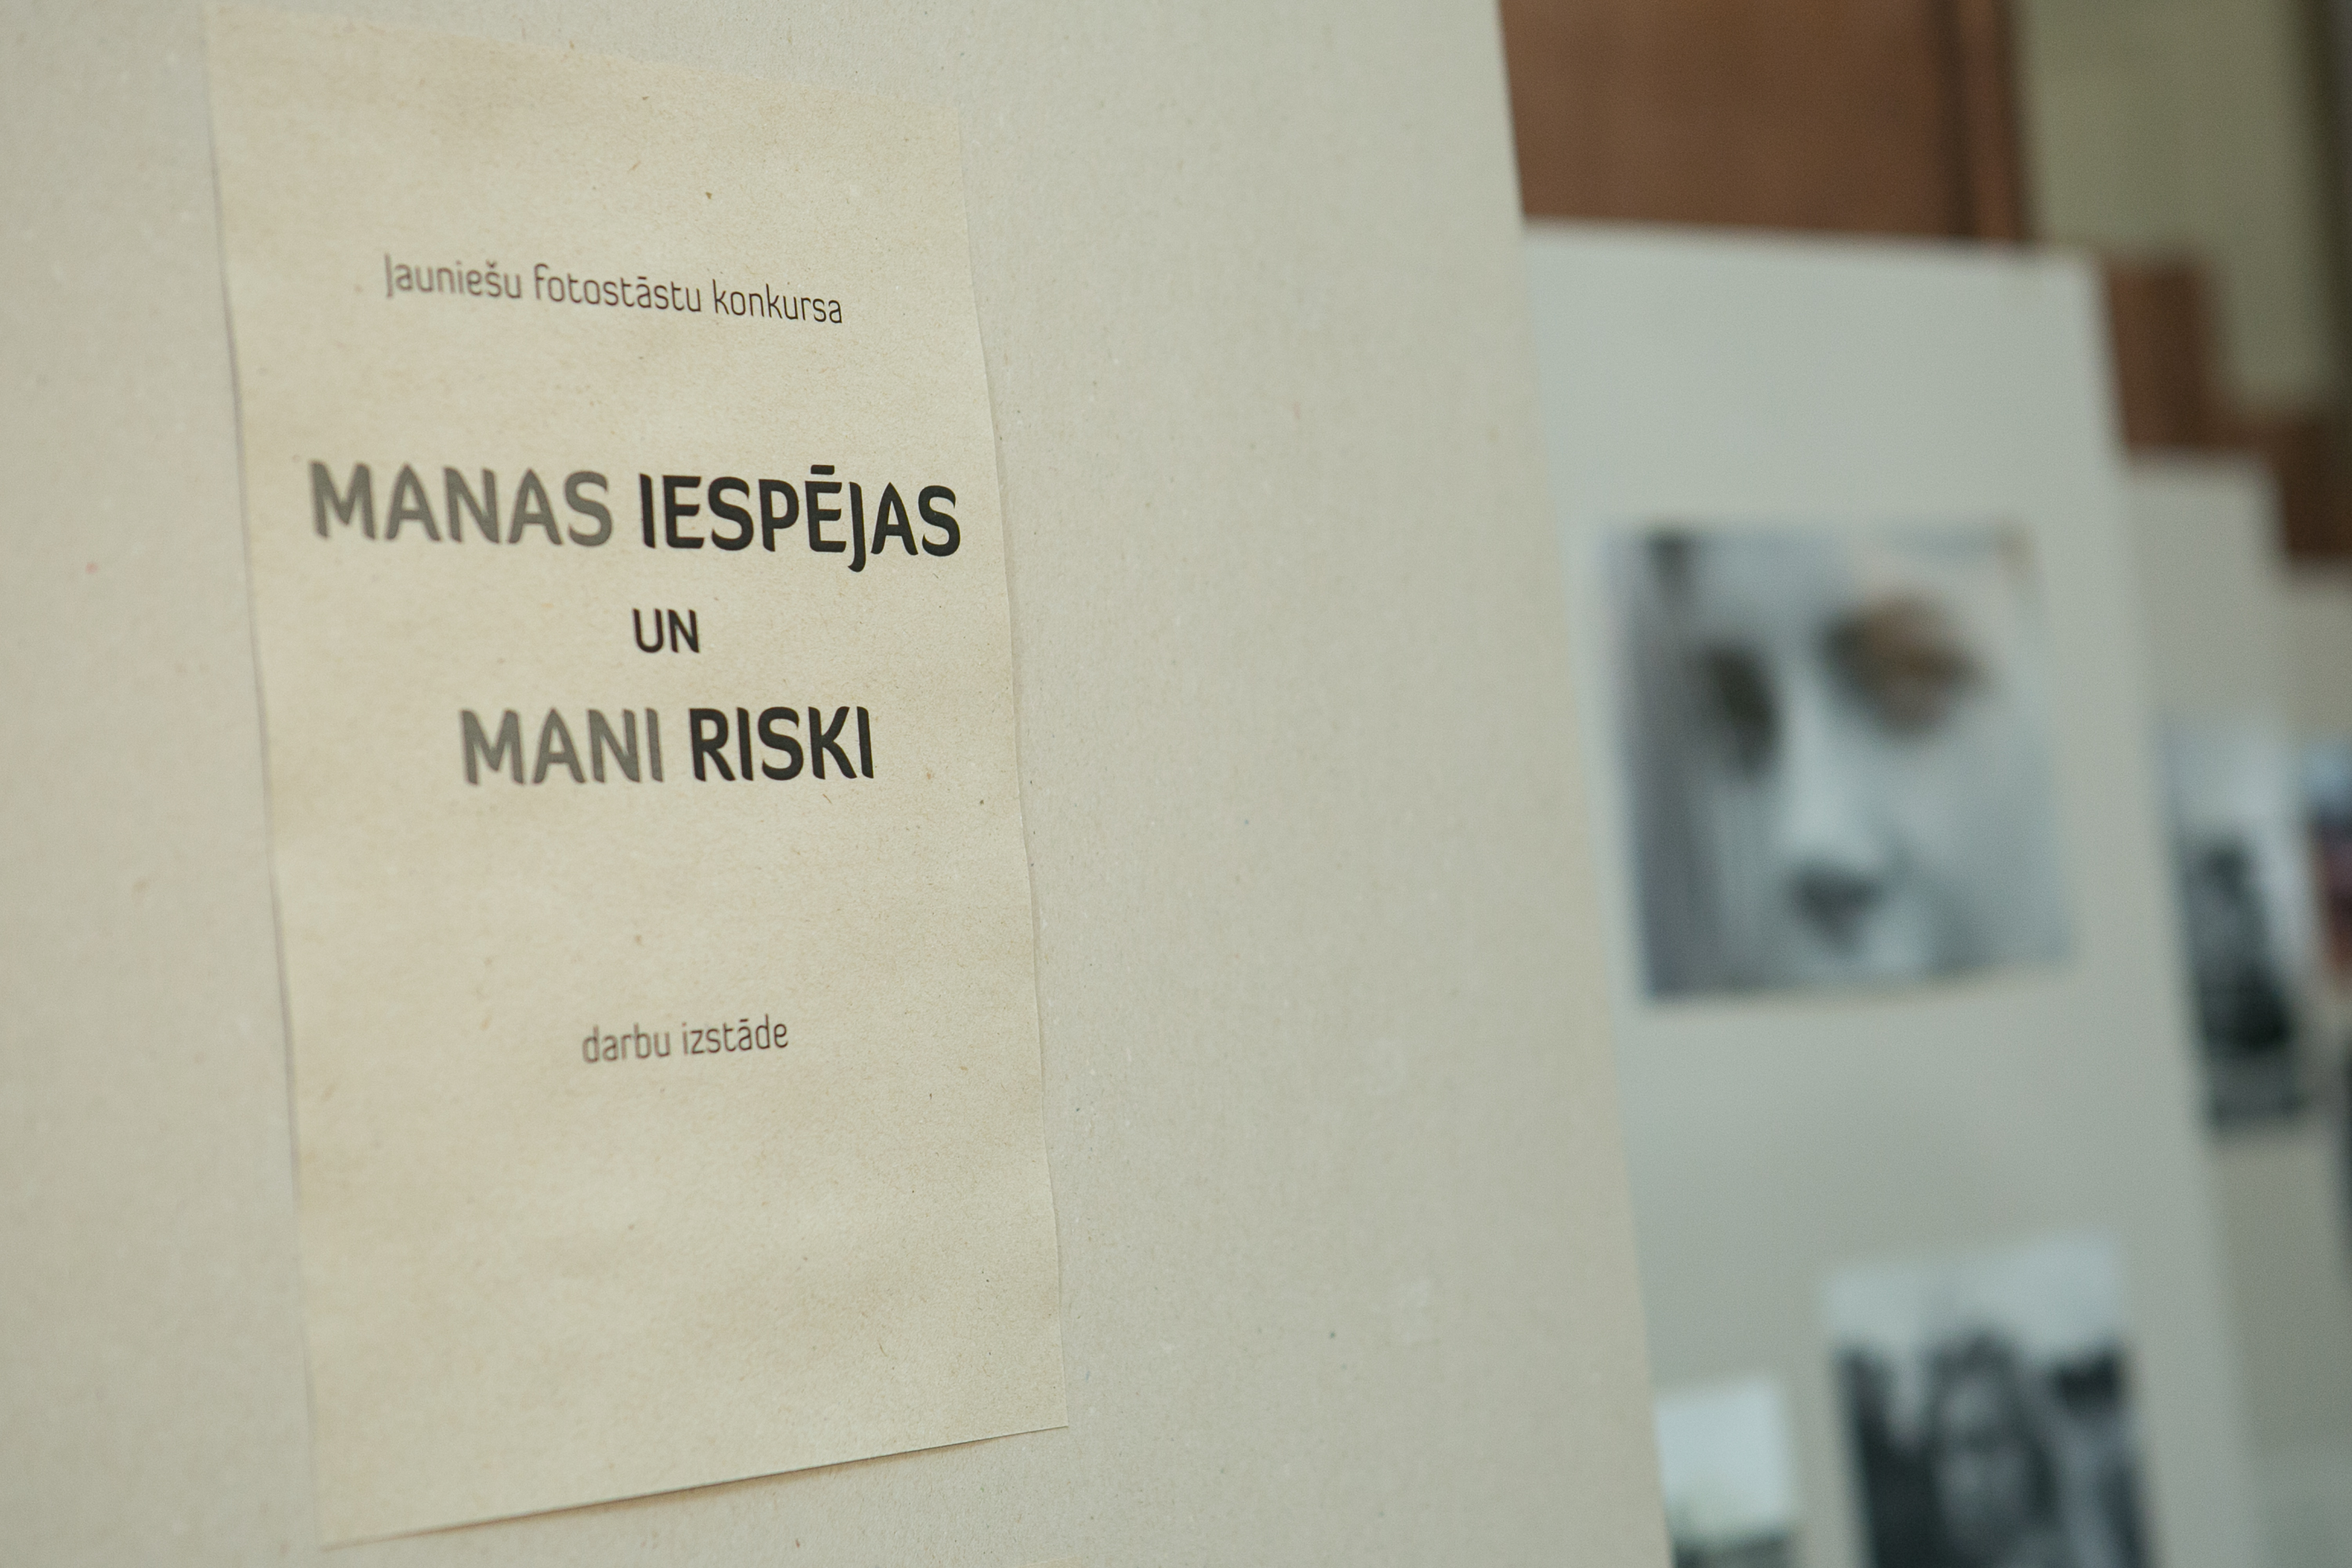 Jauniešu fotostāstu konkursa
MANAS IESPĒJAS
UN
MANI RISKI
darbu izstāde